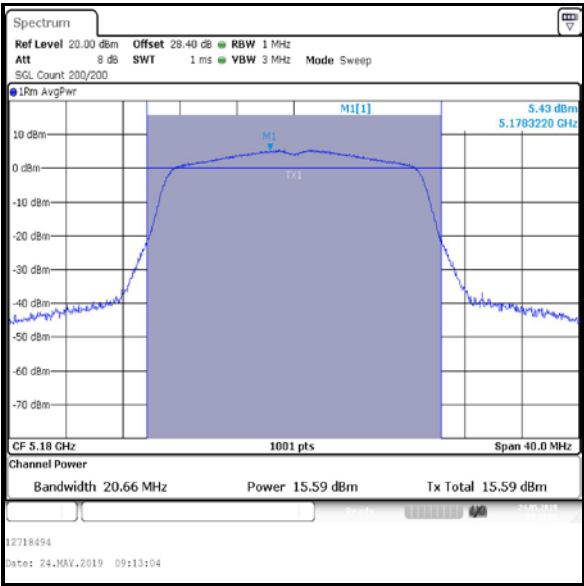 Spectrum
Ref Level 20.00 dBm Offset 28.40 dB RBW 1 MHz
Att 8 dB SWT 1 ms VBW 3 MHz Mode Sweep
SGL Count 200/200
1Rm AvgPwr
M1[1] 5.43 dBm
5.1783220 GHz
10 dBm
M1
0 dBm
TX1
-10 dBm
-20 dBm
-30 dBm
-40 dBm
-50 dBm
-60 dBm
-70 dBm
CF 5.18 GHz 1001 pts Span 40.0 MHz
Channel Power
Bandwidth 20.66 MHz Power 15.59 dBm Tx Total 15.59 dBm
Ready 24.05.2019
12718494
Date: 24.MAY.2019 09:13:04